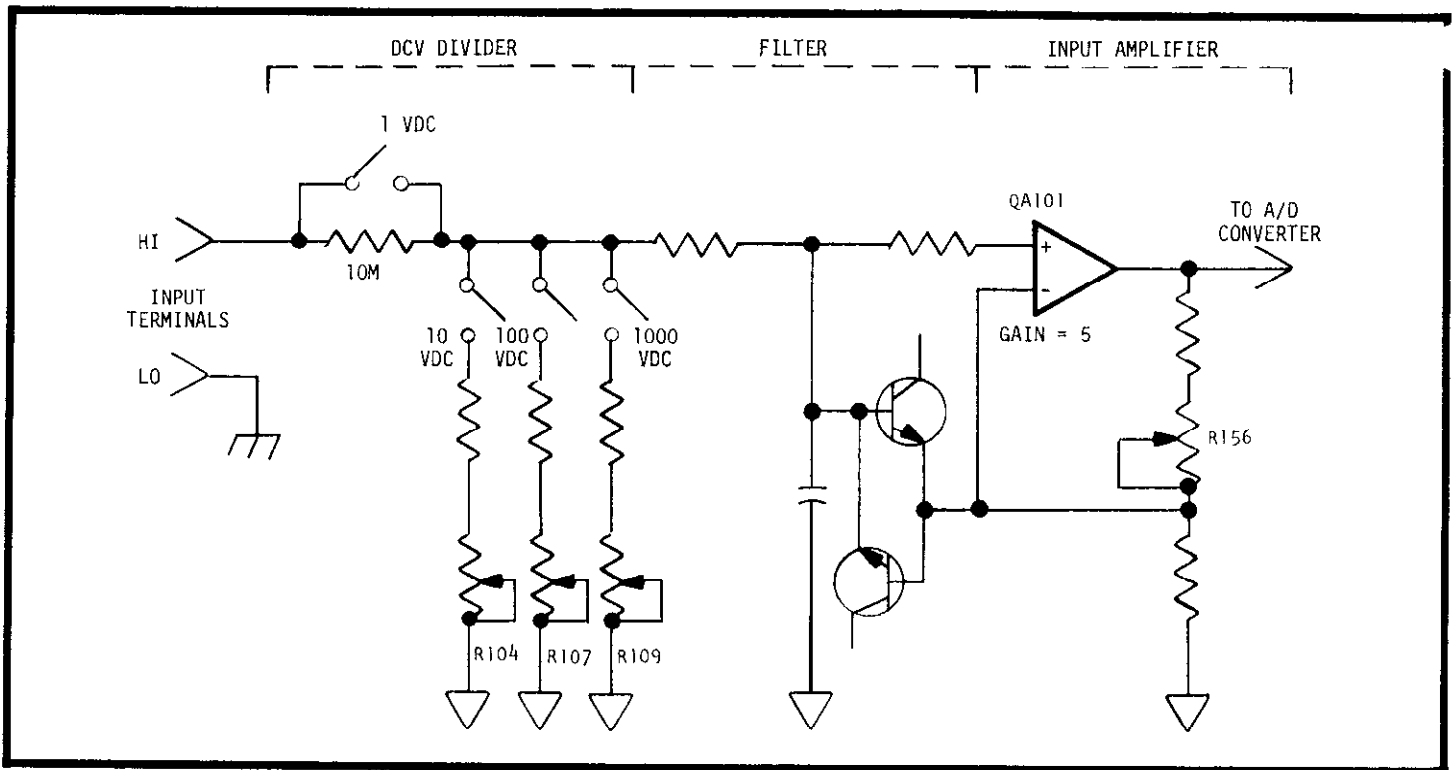 DCV DIVIDER
FILTER
INPUT AMPLIFIER
1 VDC
HI
10M
INPUT
TERMINALS
LO
10
VDC
100
VDC
1000
VDC
R104
R107
R109
QA101
+
-
GAIN = 5
TO A/D
CONVERTER
R156